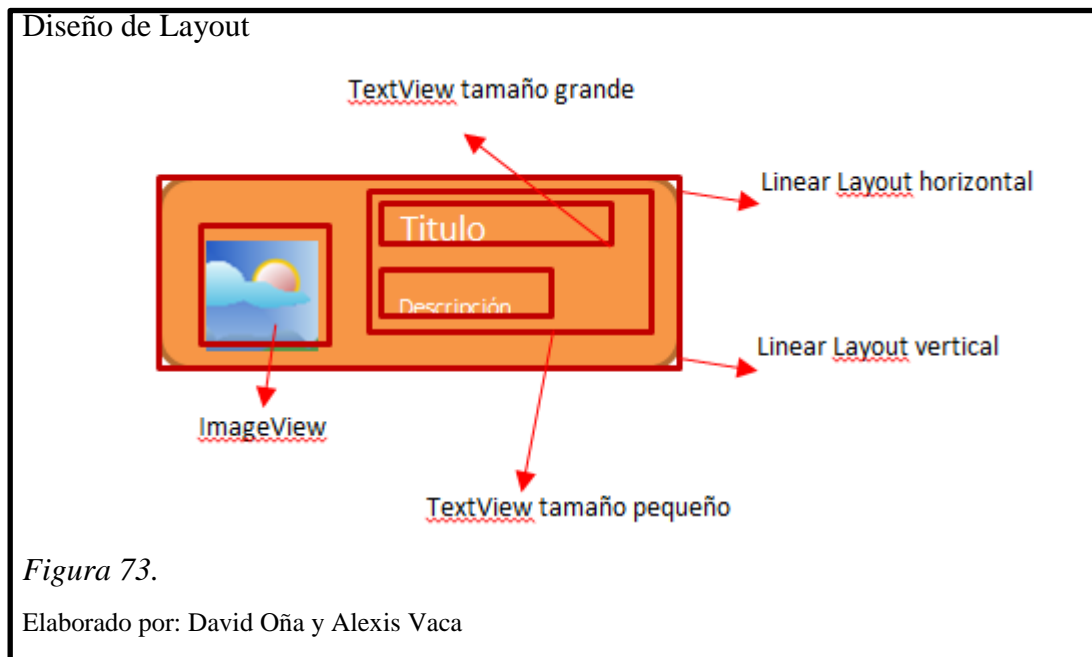 Diseño de Layout
TextView tamaño grande
Linear Layout horizontal
Titulo
Descripción
Linear Layout vertical
ImageView
TextView tamaño pequeño
Figura 73.
Elaborado por: David Oña y Alexis Vaca